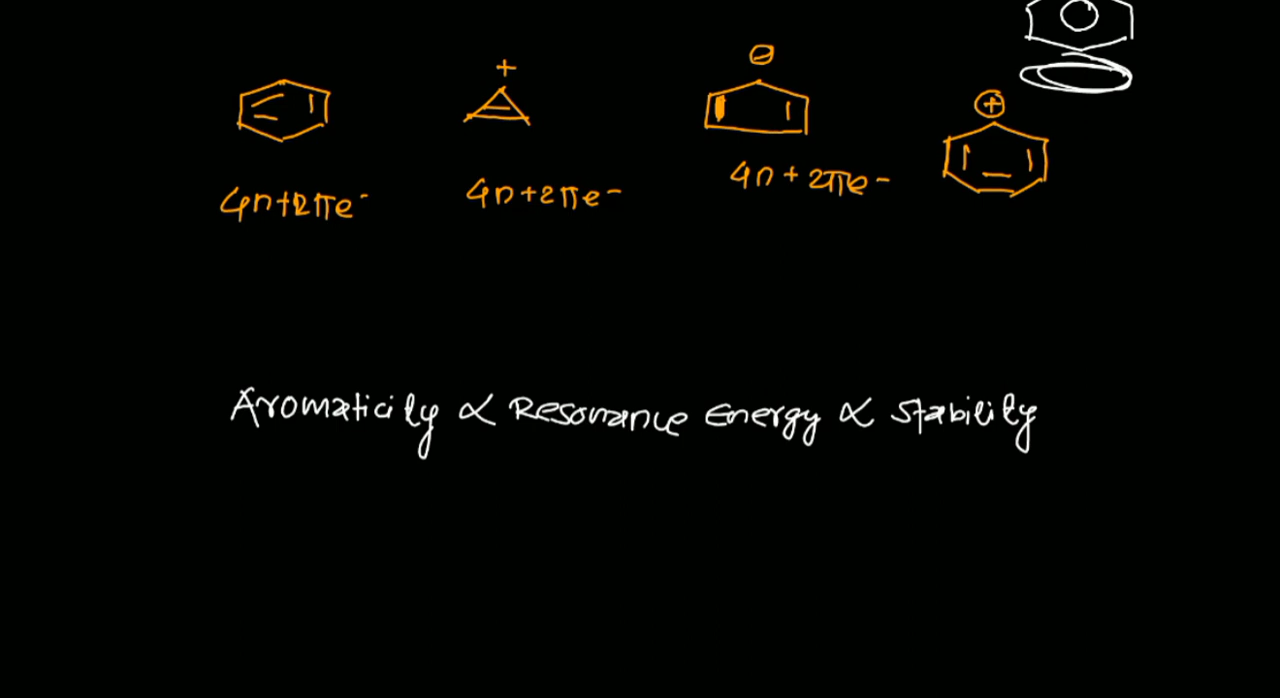 +
⊖
⊕
4n+2πe-
4n+2πe-
4n+2πe-
Aromaticity ∝ Resonance Energy ∝ Stability